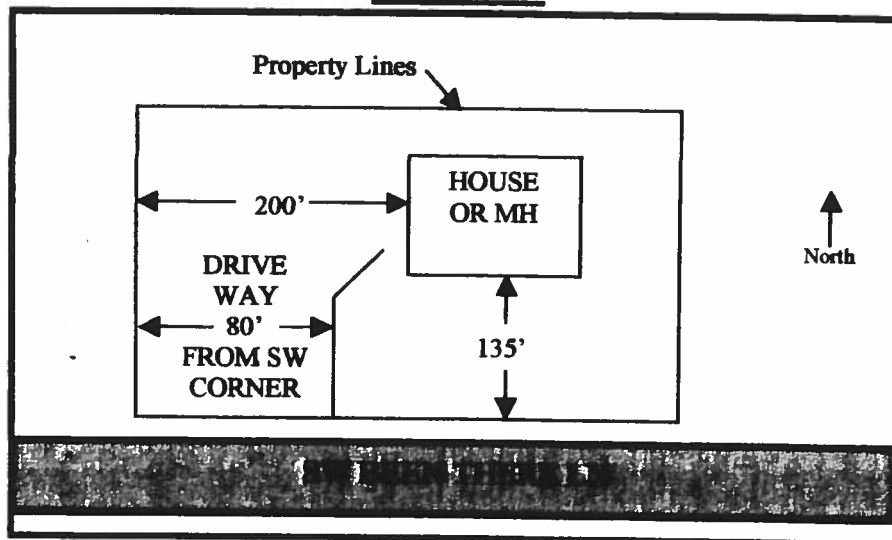 Property Lines
HOUSE
OR MH
200'
North
DRIVE
WAY
80'
FROM SW
CORNER
135'